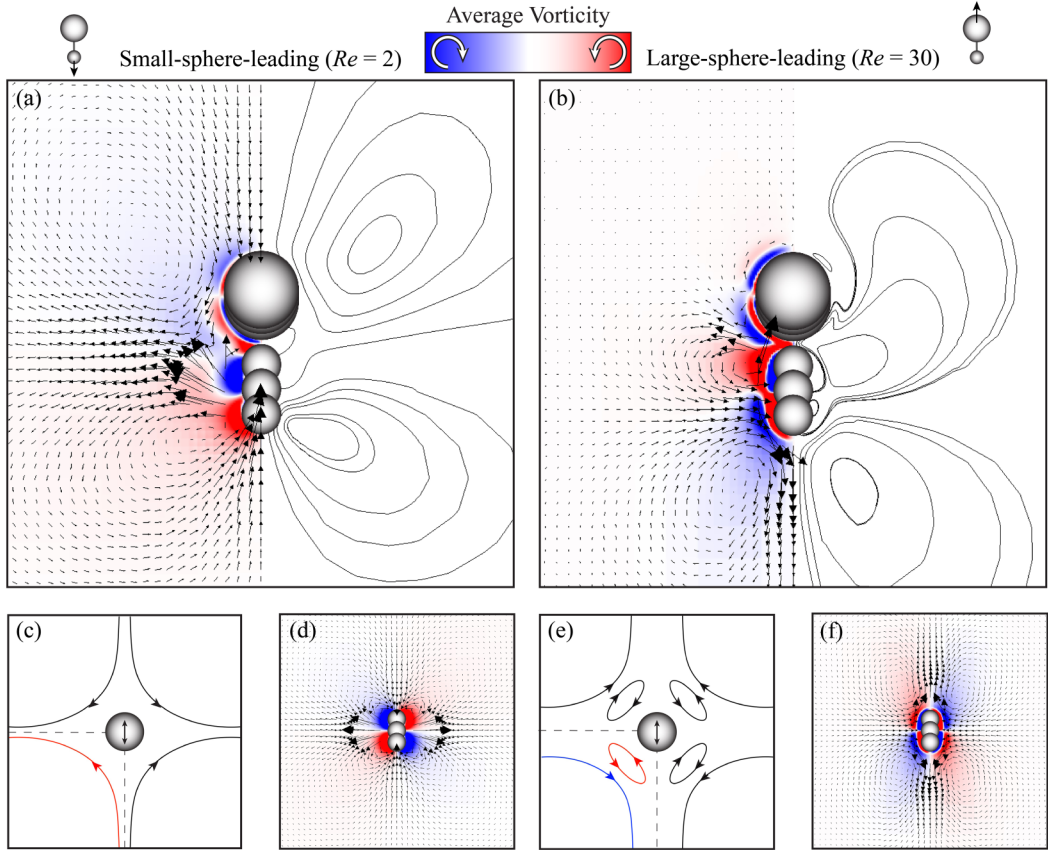 Average Vorticity
Small-sphere-leading (Re = 2)
Large-sphere-leading (Re = 30)
(a)
(b)
(c)
(d)
(e)
(f)